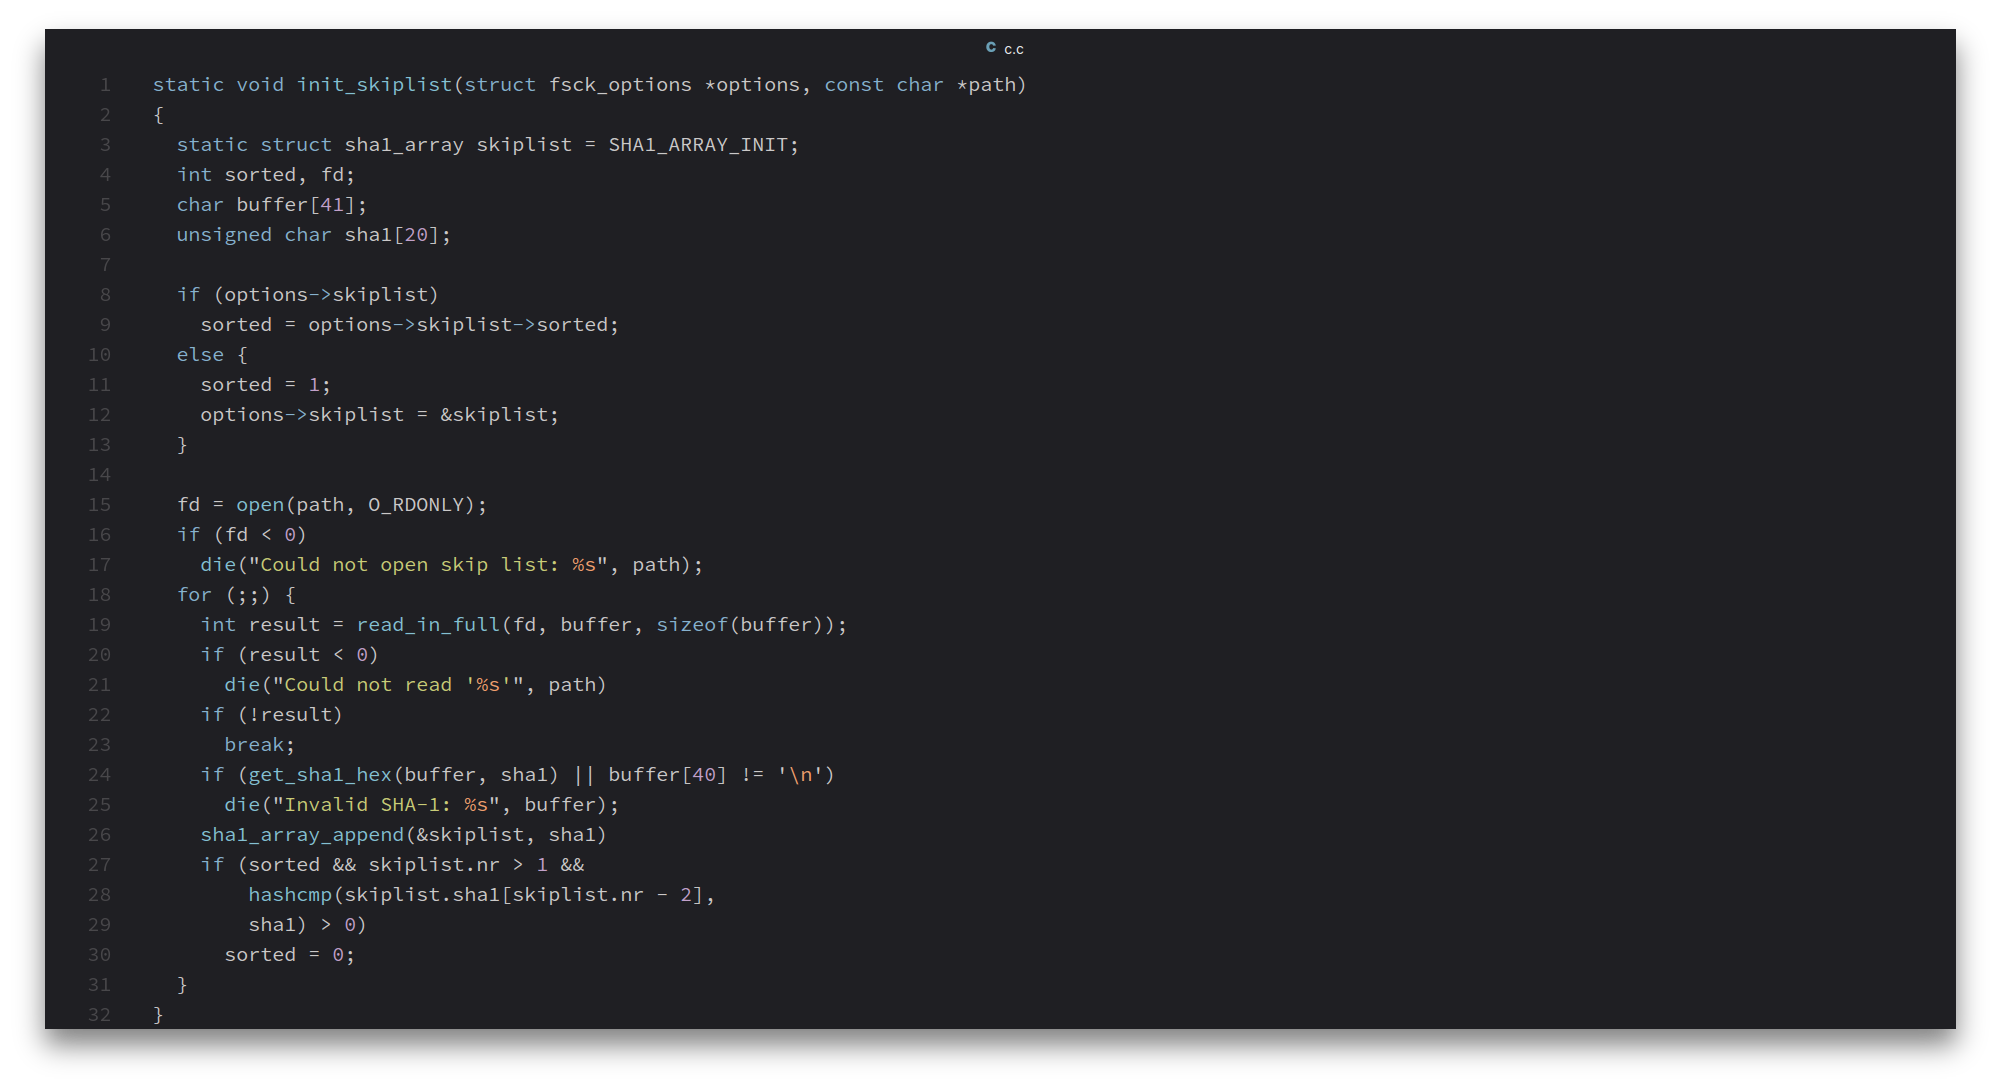 C c.c
1 static void init_skiplist(struct fsck_options *options, const char *path)
2 {
3   static struct sha1_array skiplist = SHA1_ARRAY_INIT;
4   int sorted, fd;
5   char buffer[41];
6   unsigned char sha1[20];
7
8   if (options->skiplist)
9     sorted = options->skiplist->sorted;
10   else {
11     sorted = 1;
12     options->skiplist = &skiplist;
13   }
14
15   fd = open(path, O_RDONLY);
16   if (fd < 0)
17     die("Could not open skip list: %s", path);
18   for (;;) {
19     int result = read_in_full(fd, buffer, sizeof(buffer));
20     if (result < 0)
21       die("Could not read '%s'", path)
22     if (!result)
23       break;
24     if (get_sha1_hex(buffer, sha1) || buffer[40] != '\n')
25       die("Invalid SHA-1: %s", buffer);
26     sha1_array_append(&skiplist, sha1)
27     if (sorted && skiplist.nr > 1 &&
28         hashcmp(skiplist.sha1[skiplist.nr - 2],
29         sha1) > 0)
30       sorted = 0;
31   }
32 }